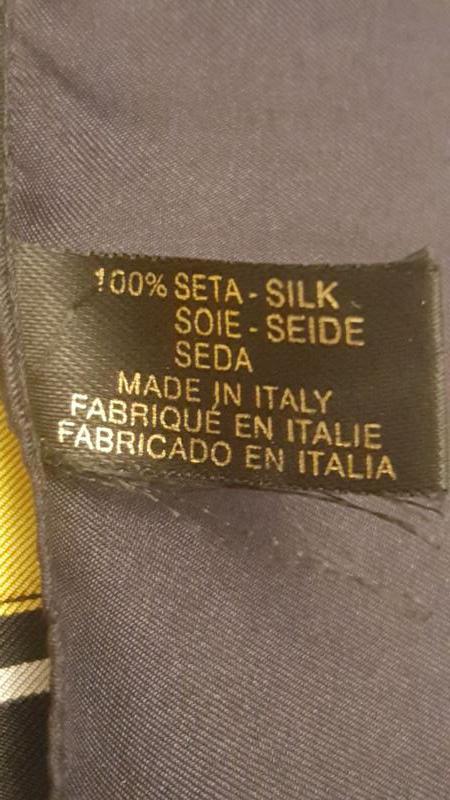 100% SETA - SILK
SOIE - SEIDE
SEDA
MADE IN ITALY
FABRIQUÉ EN ITALIE
FABRICADO EN ITALIA